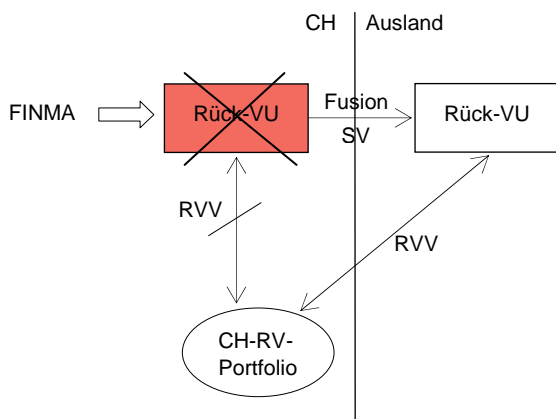 CH Ausland
FINMA
Rück-VU
Fusion
SV
Rück-VU
RVV
RVV
CH-RV-
Portfolio